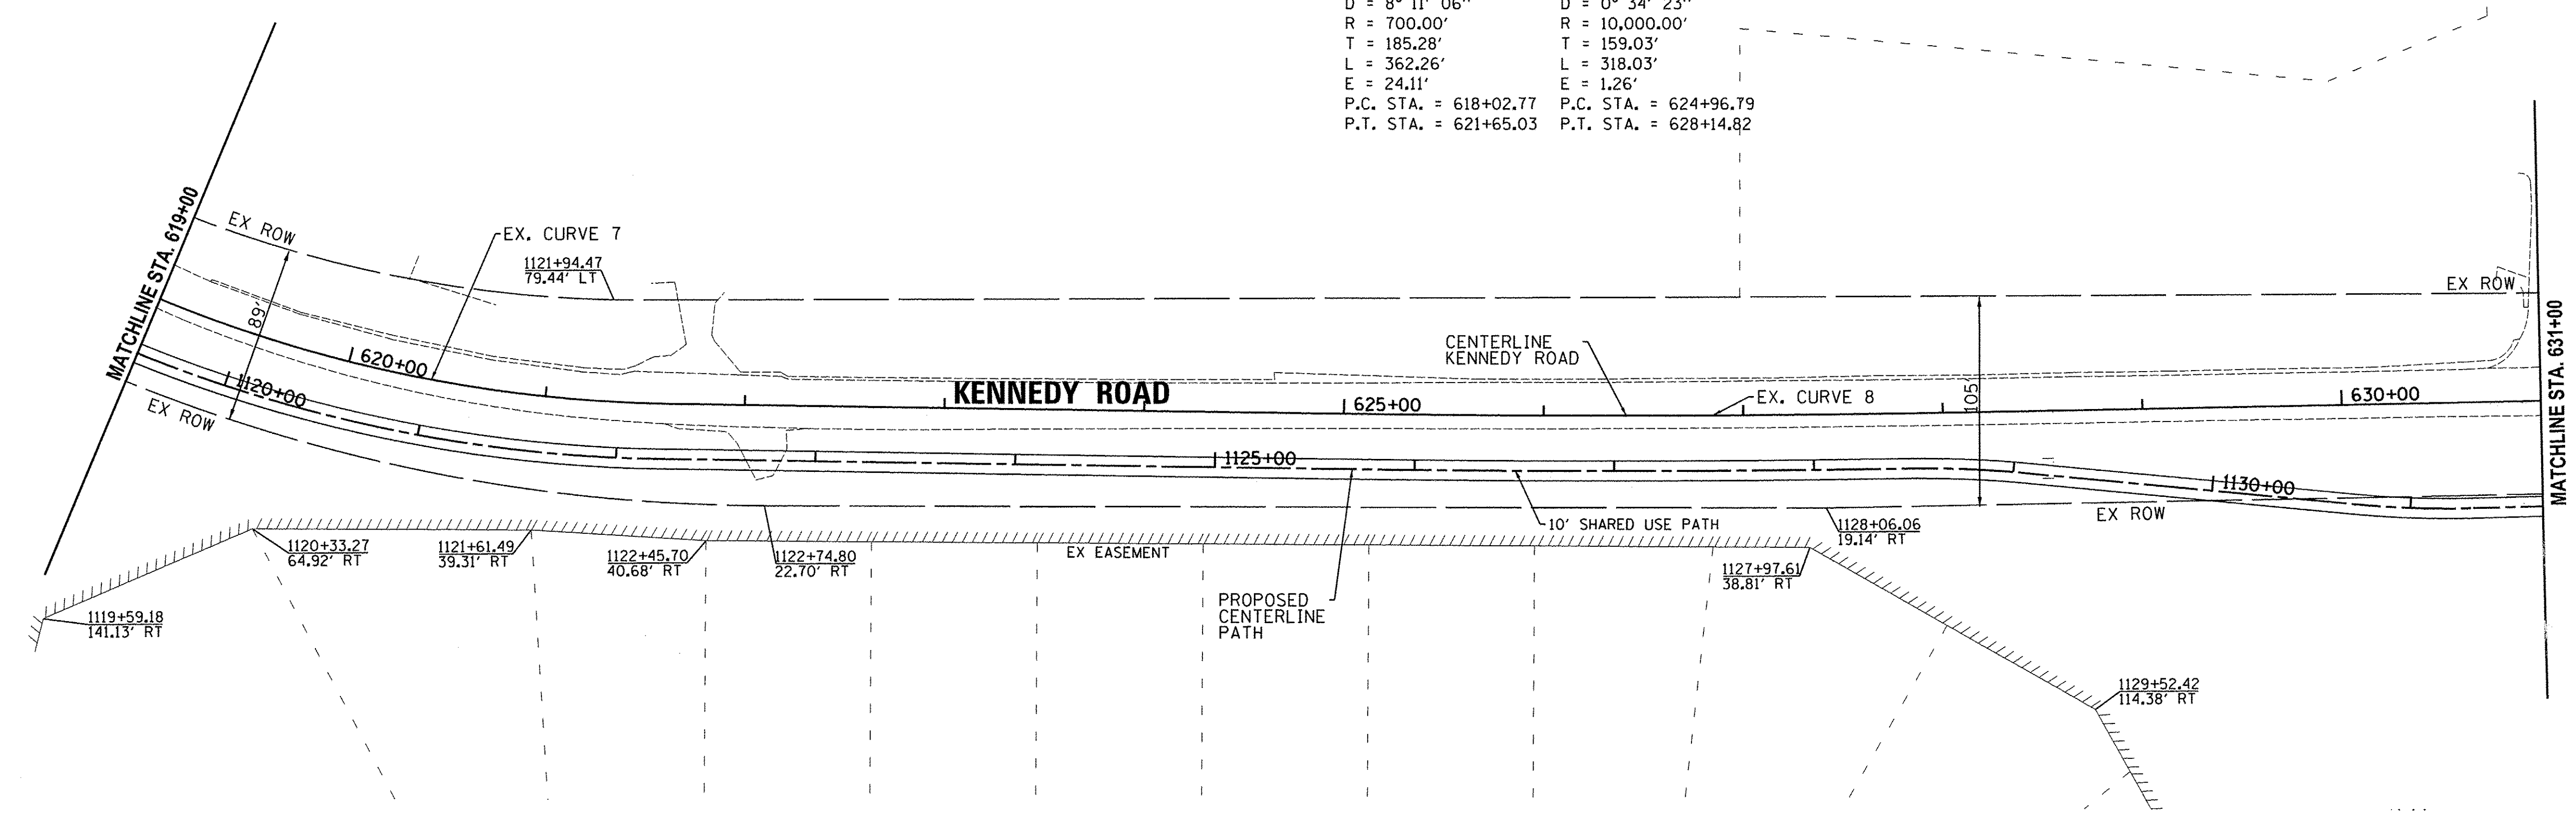 D = 8° 11' 06"
D = 0° 34' 23"
R = 700.00'
R = 10,000.00'
T = 185.28'
T = 159.03'
L = 362.26'
L = 318.03'
E = 24.11'
E = 1.26'
P.C. STA. = 618+02.77
P.C. STA. = 624+96.79
P.T. STA. = 621+65.03
P.T. STA. = 628+14.82
MATCHLINE STA. 619+00
EX ROW
EX. CURVE 7
1121+94.47
79.44' LT
89'
620+00
1120+00
EX ROW
KENNEDY ROAD
CENTERLINE
KENNEDY ROAD
625+00
EX. CURVE 8
105'
630+00
EX ROW
MATCHLINE STA. 631+00
1125+00
1130+00
EX ROW
10' SHARED USE PATH
1128+06.06
19.14' RT
1120+33.27
64.92' RT
1121+61.49
39.31' RT
1122+45.70
40.68' RT
1122+74.80
22.70' RT
EX EASEMENT
1127+97.61
38.81' RT
PROPOSED
CENTERLINE
PATH
1119+59.18
141.13' RT
1129+52.42
114.38' RT